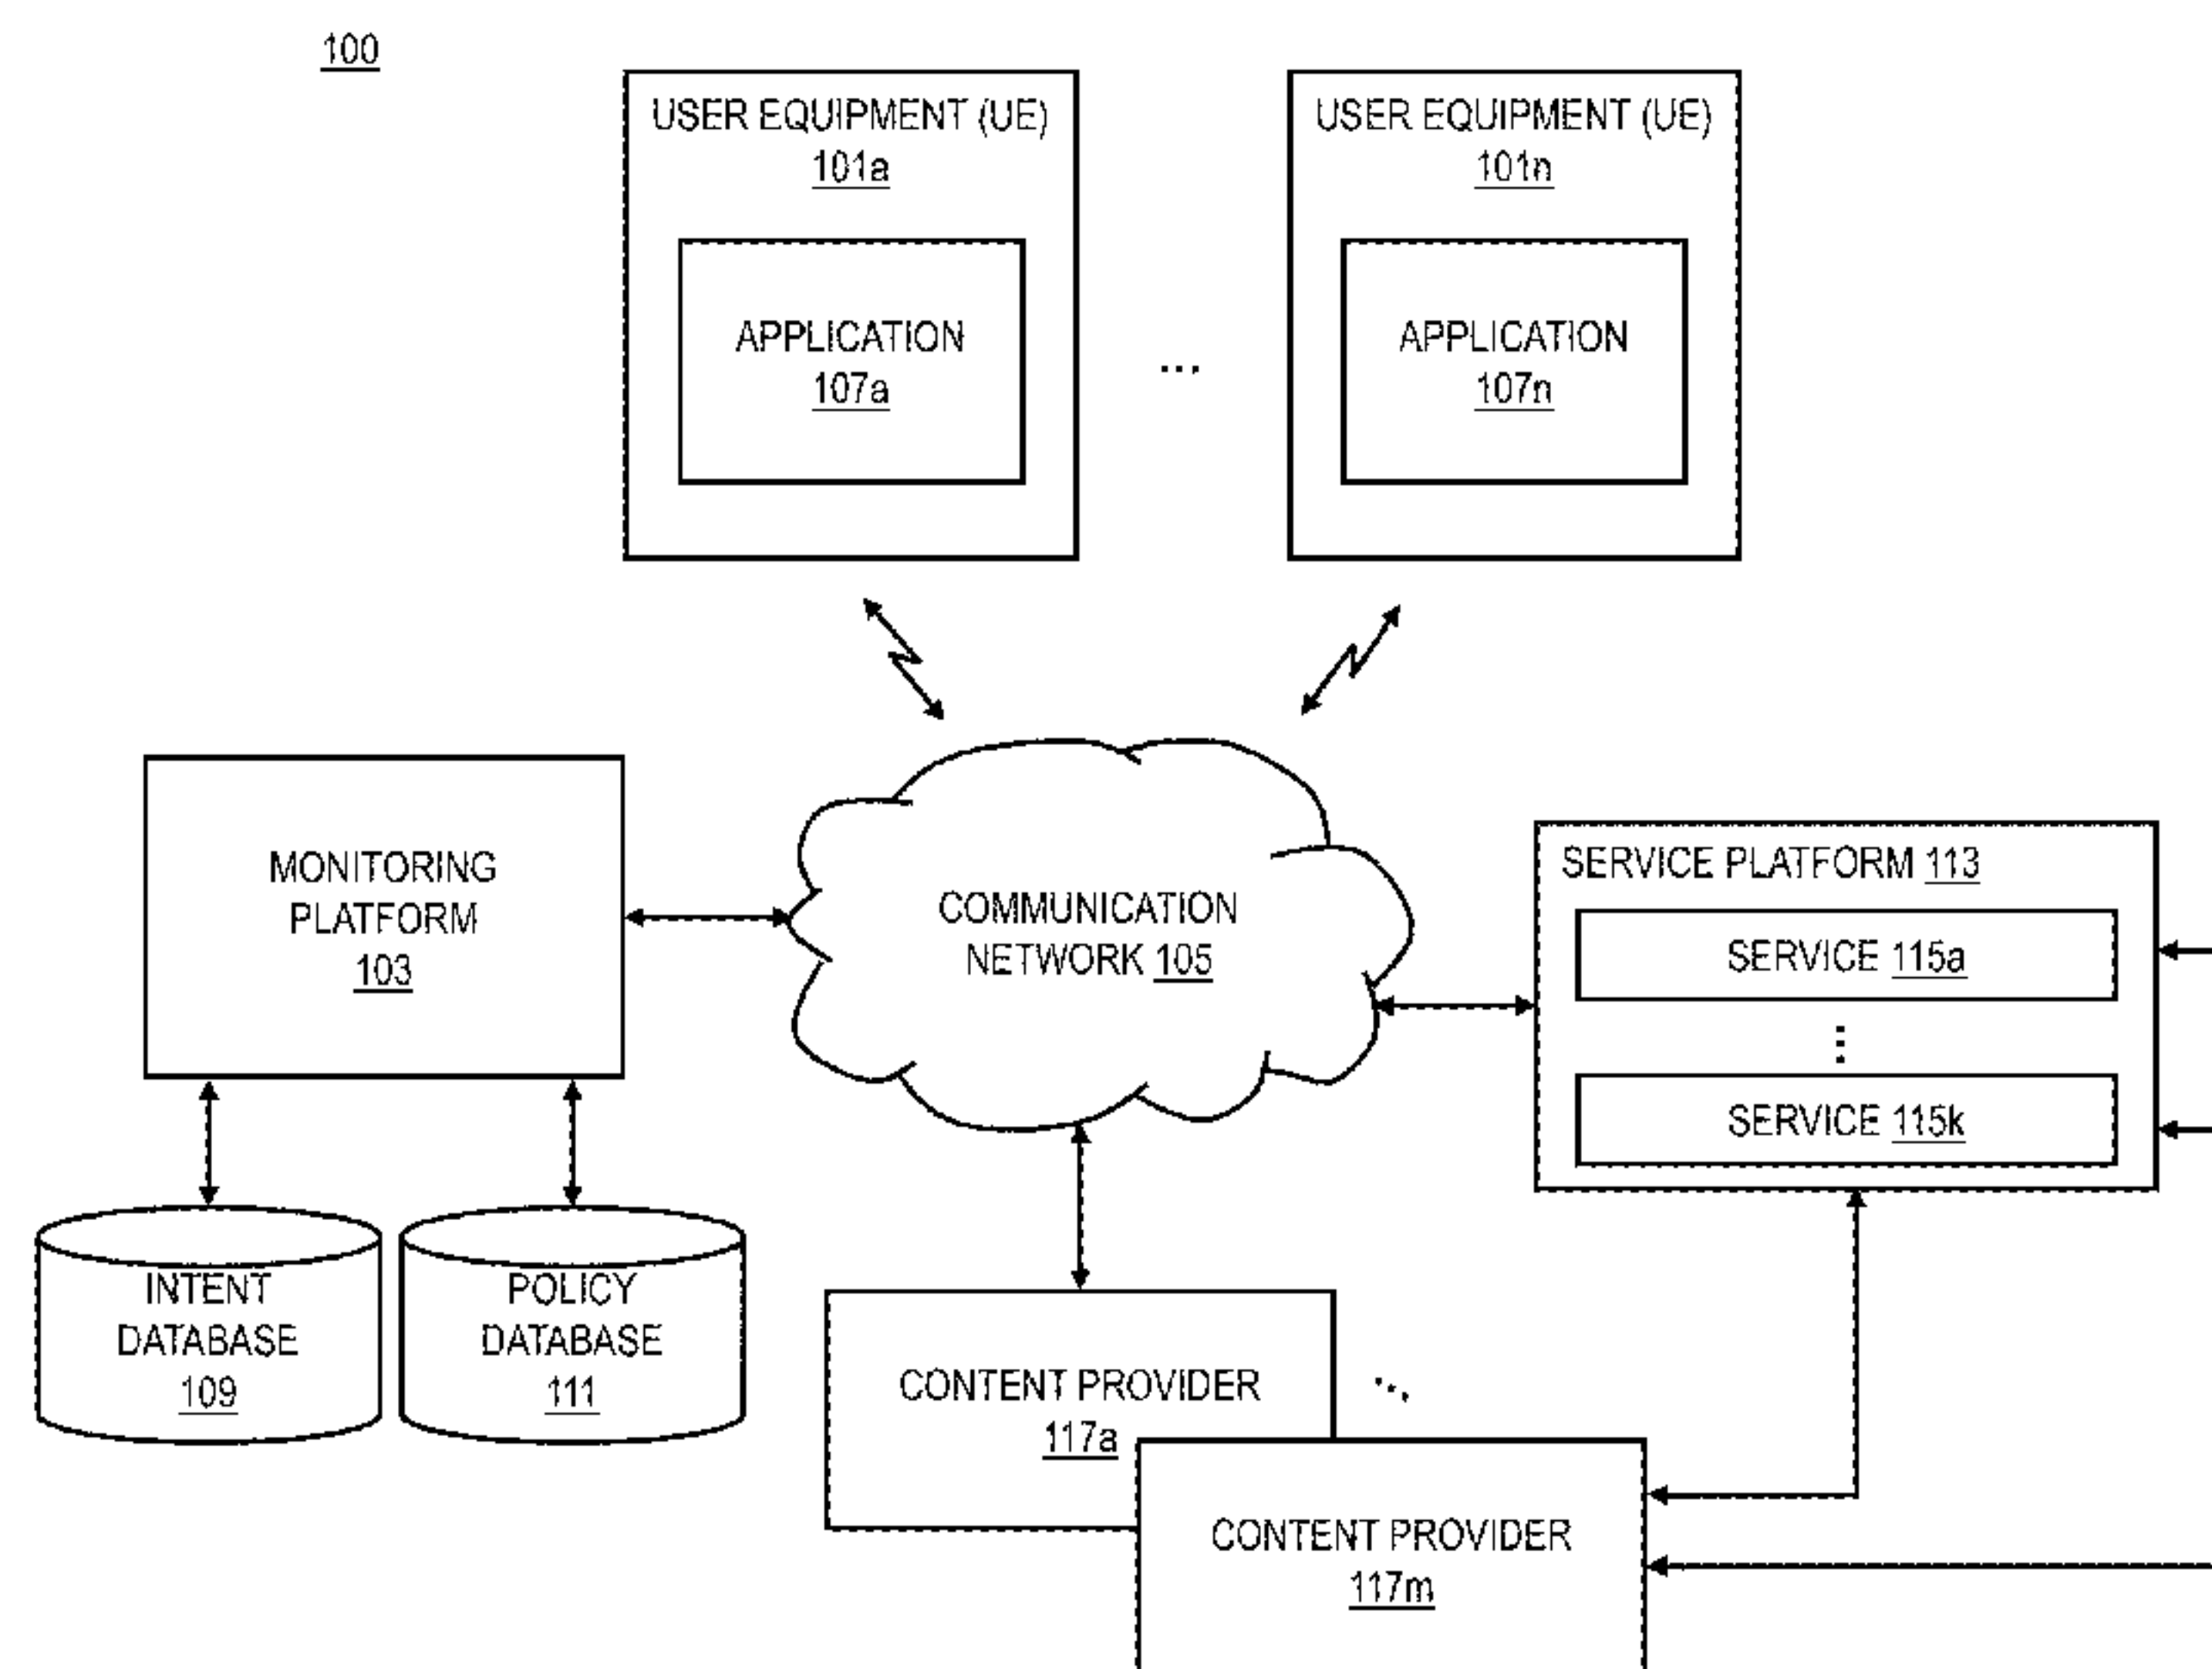 100
USER EQUIPMENT (UE)
101a
APPLICATION
107a
...
USER EQUIPMENT (UE)
101n
APPLICATION
107n
MONITORING
PLATFORM
103
COMMUNICATION
NETWORK 105
SERVICE PLATFORM 113
SERVICE 115a
...
SERVICE 115k
INTENT
DATABASE
109
POLICY
DATABASE
111
CONTENT PROVIDER
117a
...
CONTENT PROVIDER
117m